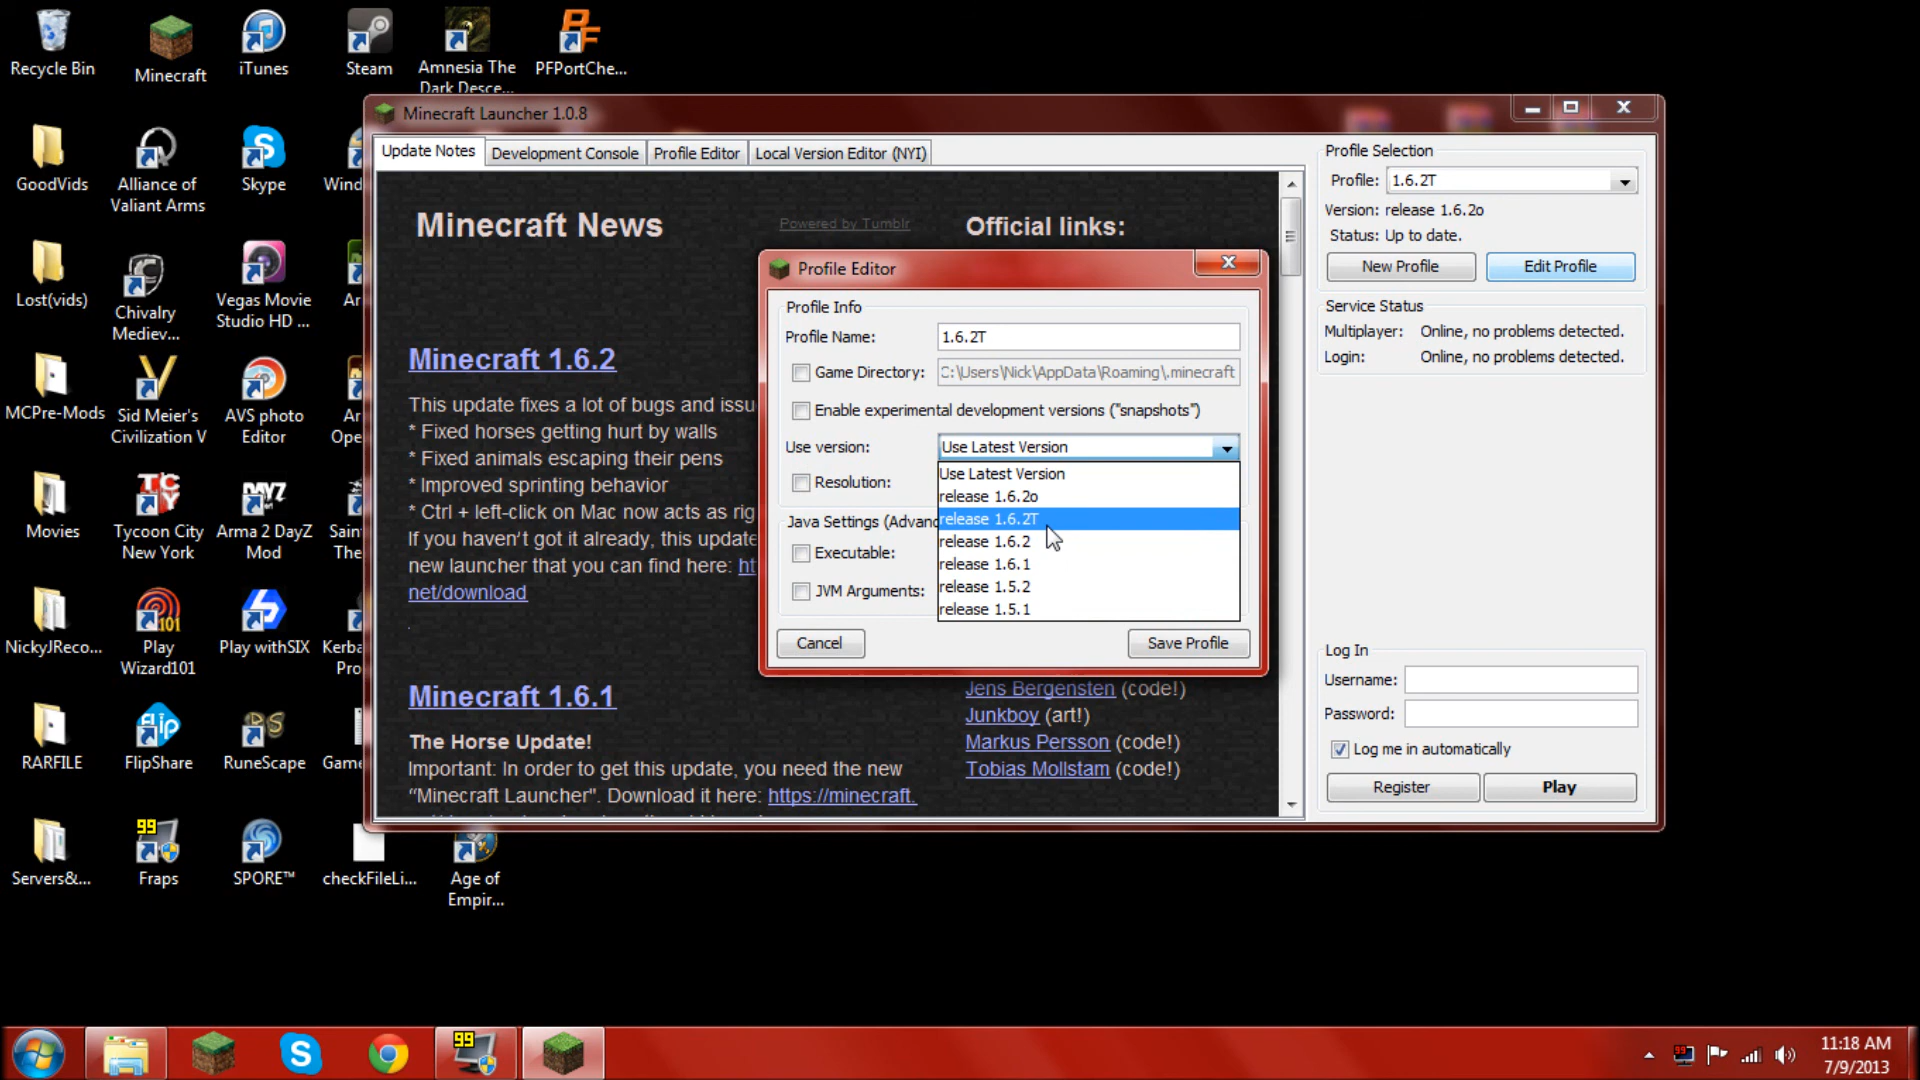 Recycle Bin
Minecraft
iTunes
Steam
Amnesia The
Dark Desce...
PFPortChe...
GoodVids
Alliance of
Valiant Arms
Skype
Lost(vids)
Chivalry
Mediev...
Vegas Movie
Studio HD ...
MCPre-Mods
Sid Meier's
Civilization V
AVS photo
Editor
Movies
Tycoon City
New York
Arma 2 DayZ
Mod
NickyJReco...
Play
Wizard101
Play withSIX
RARFILE
FlipShare
RuneScape
Servers&...
Fraps
SPORE™
checkFileLi...
Age of
Empir...
Minecraft Launcher 1.0.8
Update Notes
Development Console
Profile Editor
Local Version Editor (NYI)
Minecraft News
Powered by Tumblr
Official links:
Minecraft 1.6.2
This update fixes a lot of bugs and issu
* Fixed horses getting hurt by walls
* Fixed animals escaping their pens
* Improved sprinting behavior
* Ctrl + left-click on Mac now acts as rig
If you haven't got it already, this update
new launcher that you can find here: ht
net/download
Minecraft 1.6.1
The Horse Update!
Important: In order to get this update, you need the new
“Minecraft Launcher”. Download it here: https://minecraft.
Jens Bergensten (code!)
Junkboy (art!)
Markus Persson (code!)
Tobias Mollstam (code!)
Profile Editor
Profile Info
Profile Name:
1.6.2T
Game Directory:
C:\Users\Nick\AppData\Roaming\.minecraft
Enable experimental development versions ("snapshots")
Use version:
Use Latest Version
Use Latest Version
release 1.6.2o
release 1.6.2T
release 1.6.2
release 1.6.1
release 1.5.2
release 1.5.1
Resolution:
Java Settings (Advanc
Executable:
JVM Arguments:
Cancel
Save Profile
Profile Selection
Profile:
1.6.2T
Version: release 1.6.2o
Status: Up to date.
New Profile
Edit Profile
Service Status
Multiplayer: Online, no problems detected.
Login: Online, no problems detected.
Log In
Username:
Password:
Log me in automatically
Register
Play
11:18 AM
7/9/2013